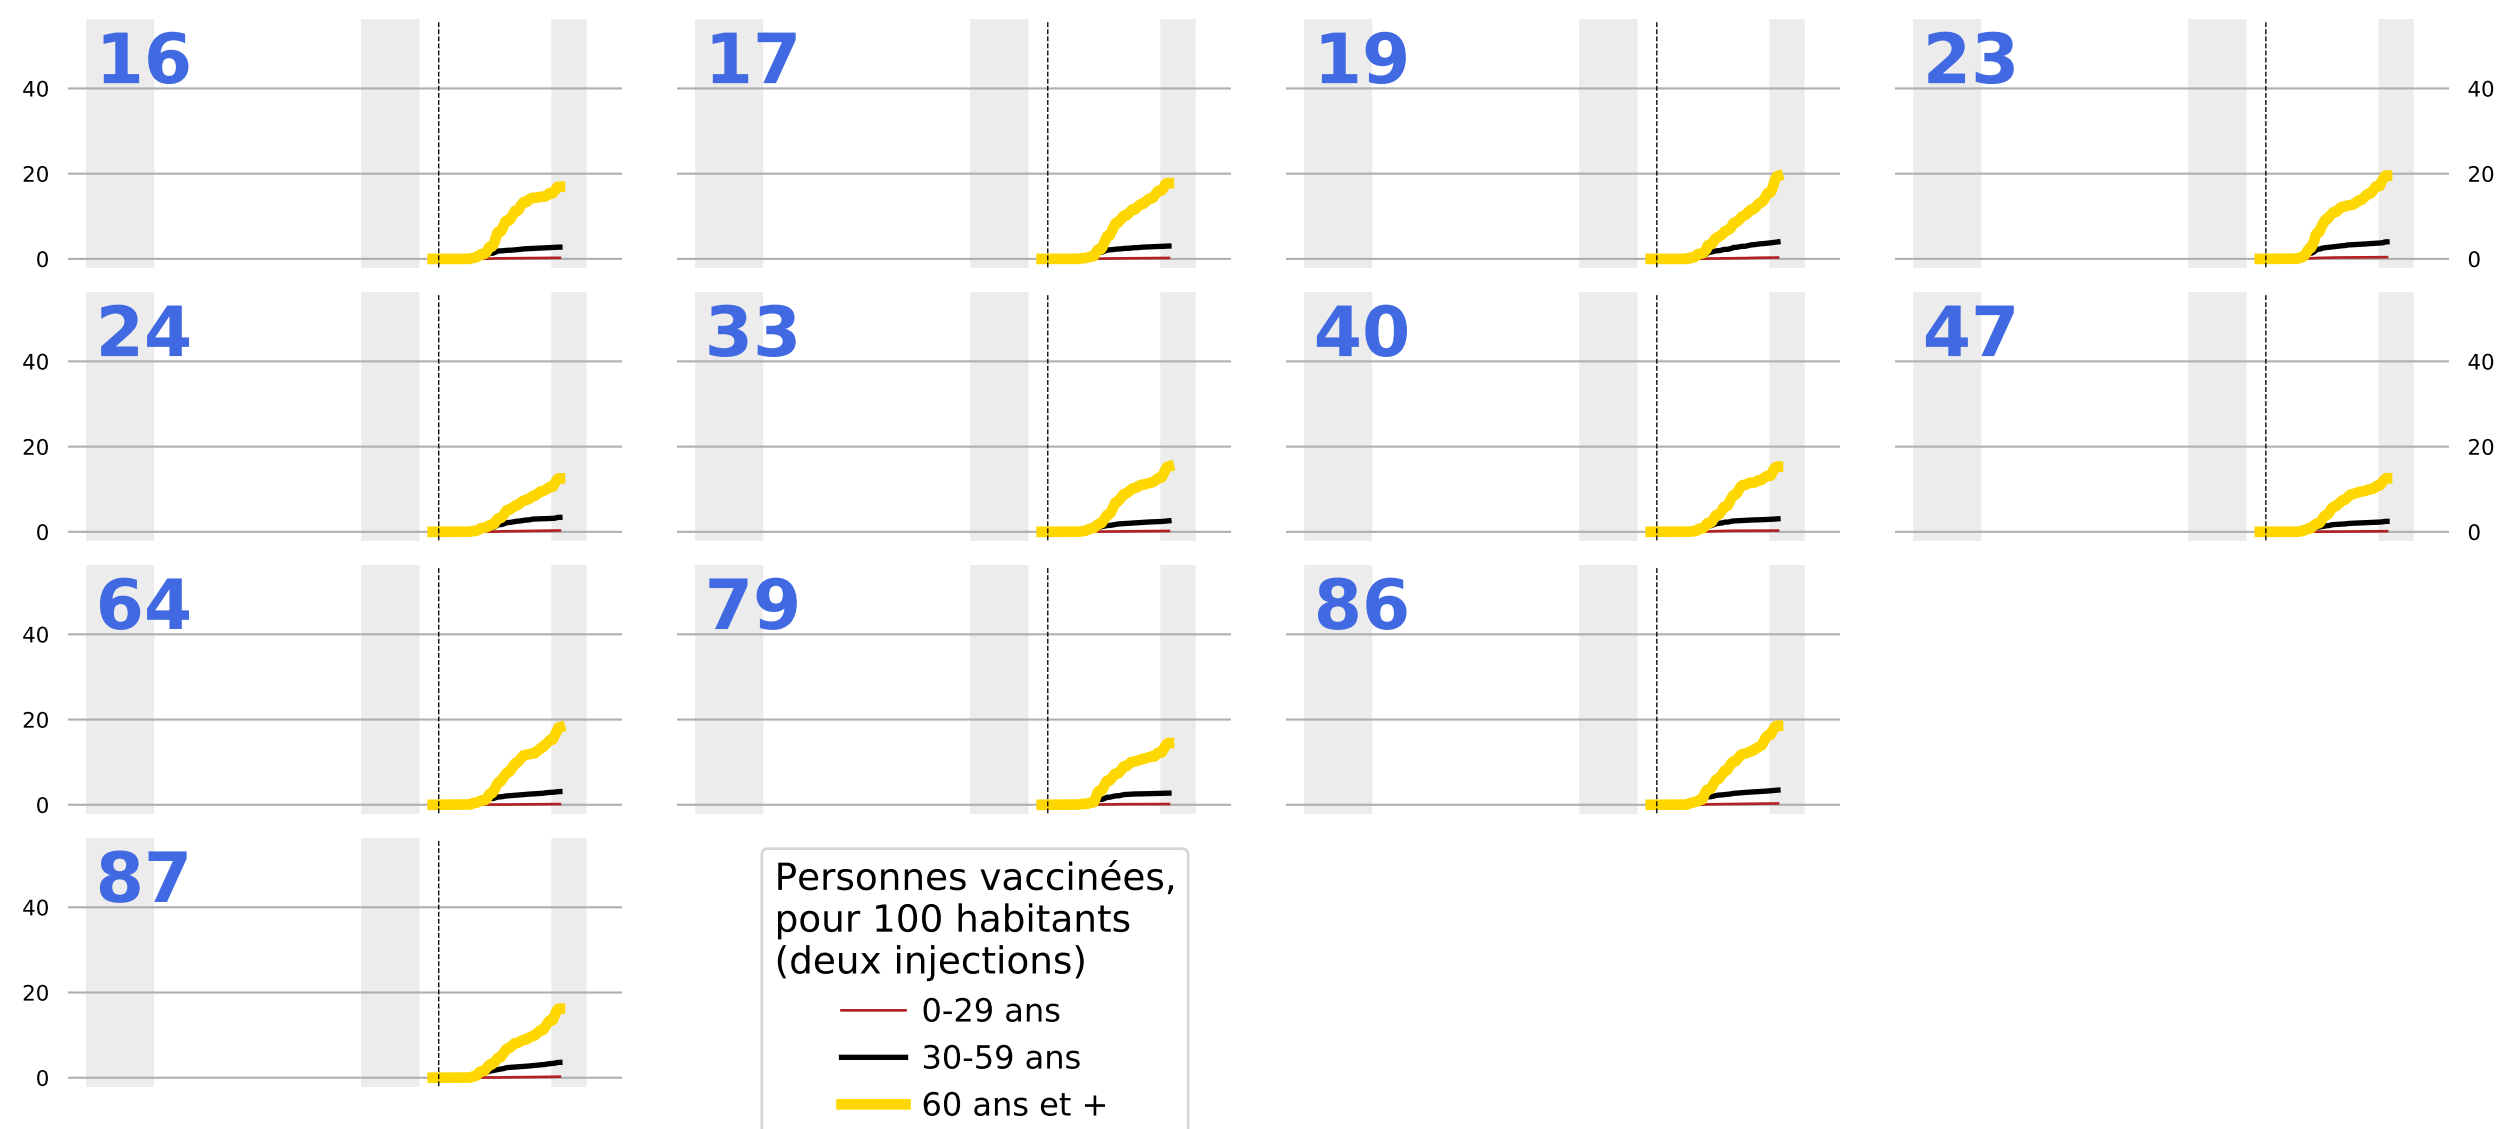 16 17 19 23
40 40
20 20
0 0
24 33 40 47
40 40
20 20
0 0
64 79 86
40
20
0
87
40
20
0
Personnes vaccinées,
pour 100 habitants
(deux injections)
0-29 ans
30-59 ans
60 ans et +